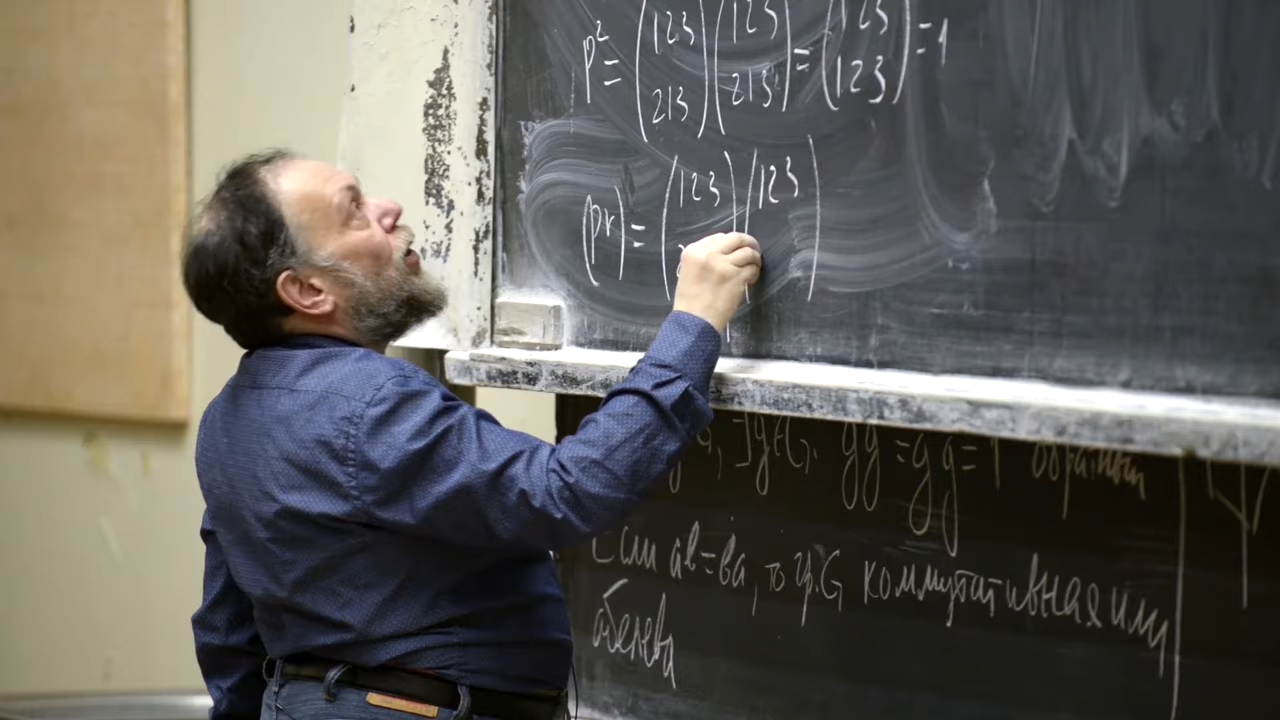 p² = (123 213) (123 213) = (123 123) = 1
(pr) = (123 (123
∃g∈G, gg = gg = 1 обратный
Если ab=ba, то гр. G коммутативная или
абелева